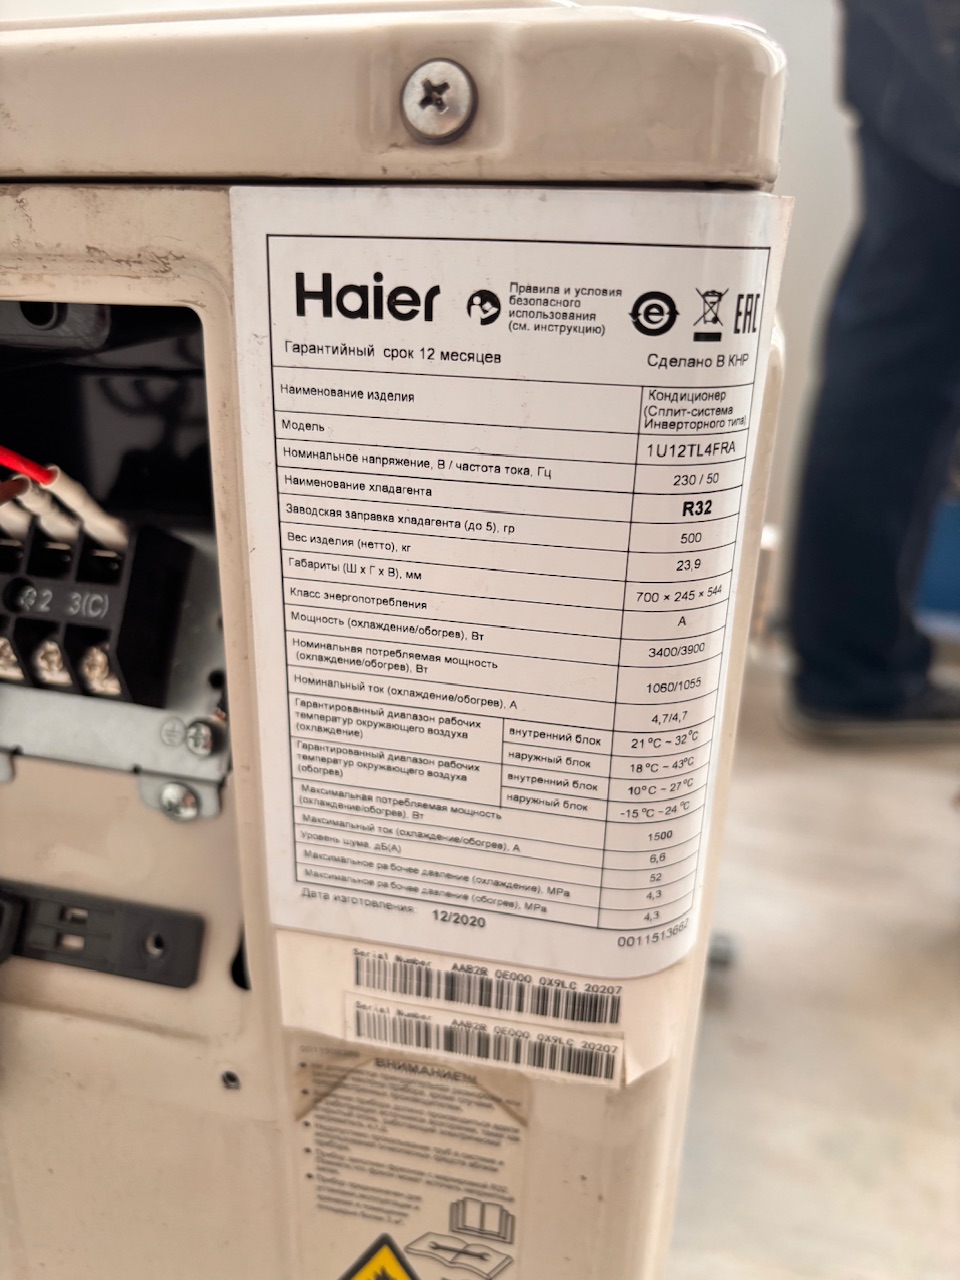 Haier
Правила и условия
безопасного
использования
(см. инструкцию)
EAC
Гарантийный срок 12 месяцев
Сделано В КНР
Наименование изделия
Кондиционер
(Сплит-система
Инверторного типа)
Модель
1U12TL4FRA
Номинальное напряжение, В / частота тока, Гц
230 / 50
Наименование хладагента
R32
Заводская заправка хладагента (до 5), гр
500
Вес изделия (нетто), кг
23,9
Габариты (Ш х Г х В), мм
700 × 245 × 544
Класс энергопотребления
A
Мощность (охлаждение/обогрев), Вт
3400/3900
Номинальная потребляемая мощность
(охлаждение/обогрев), Вт
1060/1055
Номинальный ток (охлаждение/обогрев), А
4,7/4,7
Гарантированный диапазон рабочих
температур окружающего воздуха
(охлаждение)
внутренний блок
21 °C ~ 32 °C
наружный блок
18 °C ~ 43°C
Гарантированный диапазон рабочих
температур окружающего воздуха
(обогрев)
внутренний блок
10°C ~ 27°C
наружный блок
-15 °C ~24 °C
Максимальная потребляемая мощность
(охлаждение/обогрев), Вт
1500
Максимальный ток (охлаждение/обогрев), А
6,6
Уровень шума, дБ(А)
52
Максимальное рабочее давление (охлаждение), MPa
4,3
Максимальное рабочее давление (обогрев), MPa
4,3
Дата изготовления 12/2020
0011513662
Serial Number AAB2R 0E000 0X9LC 20207
Serial Number AAB2R 0E000 0X9LC 20207
2 3(C)
ВНИМАНИЕ!